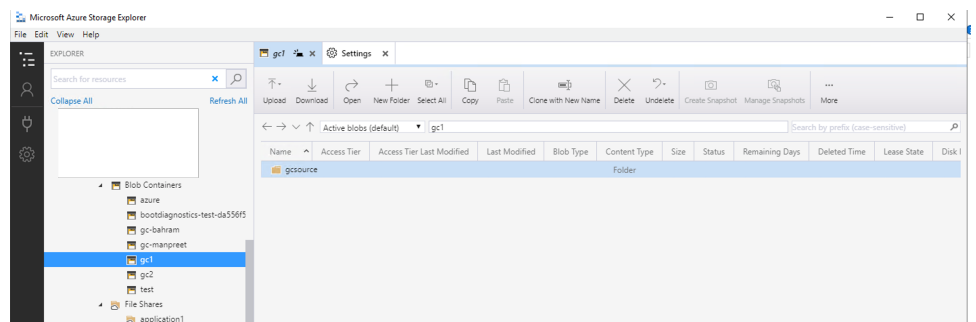 Microsoft Azure Storage Explorer
File Edit View Help
EXPLORER
Search for resources
Collapse All Refresh All
Blob Containers
azure
bootdiagnostics-test-da556f5
gc-bahram
gc-manpreet
gc1
gc2
test
File Shares
application1
gc1 Settings
Upload Download Open New Folder Select All Copy Paste Clone with New Name Delete Undelete Create Snapshot Manage Snapshots More
Active blobs (default) gc1 Search by prefix (case-sensitive)
Name Access Tier Access Tier Last Modified Last Modified Blob Type Content Type Size Status Remaining Days Deleted Time Lease State Disk
gcsource Folder